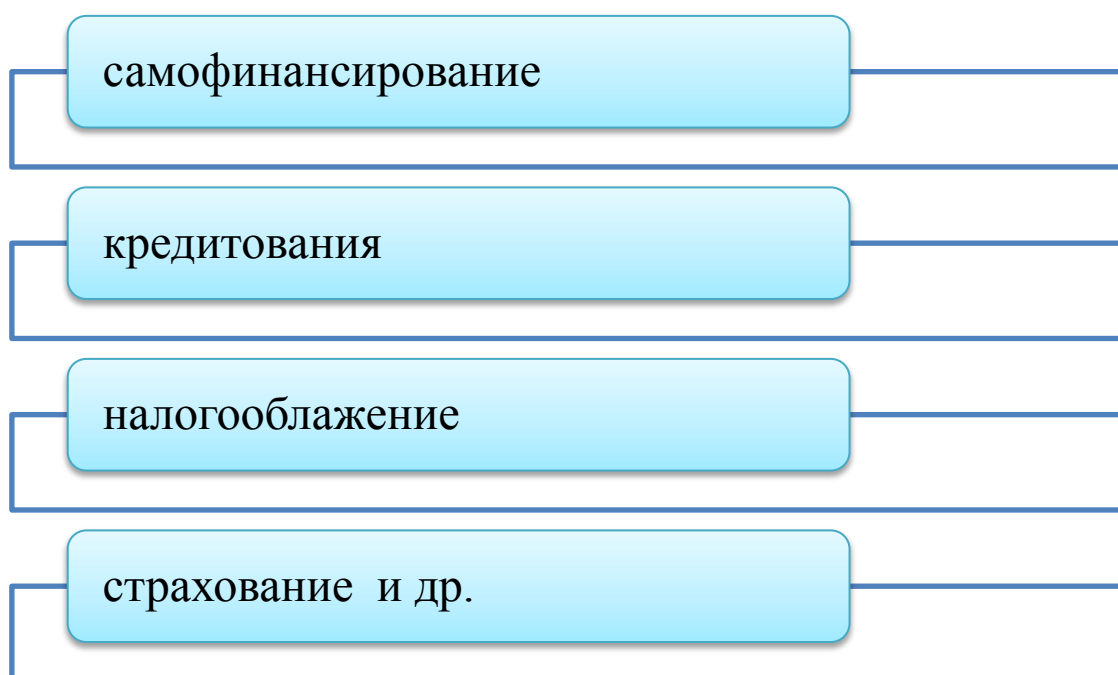 самофинансирование
кредитования
налогооблажение
страхование и др.